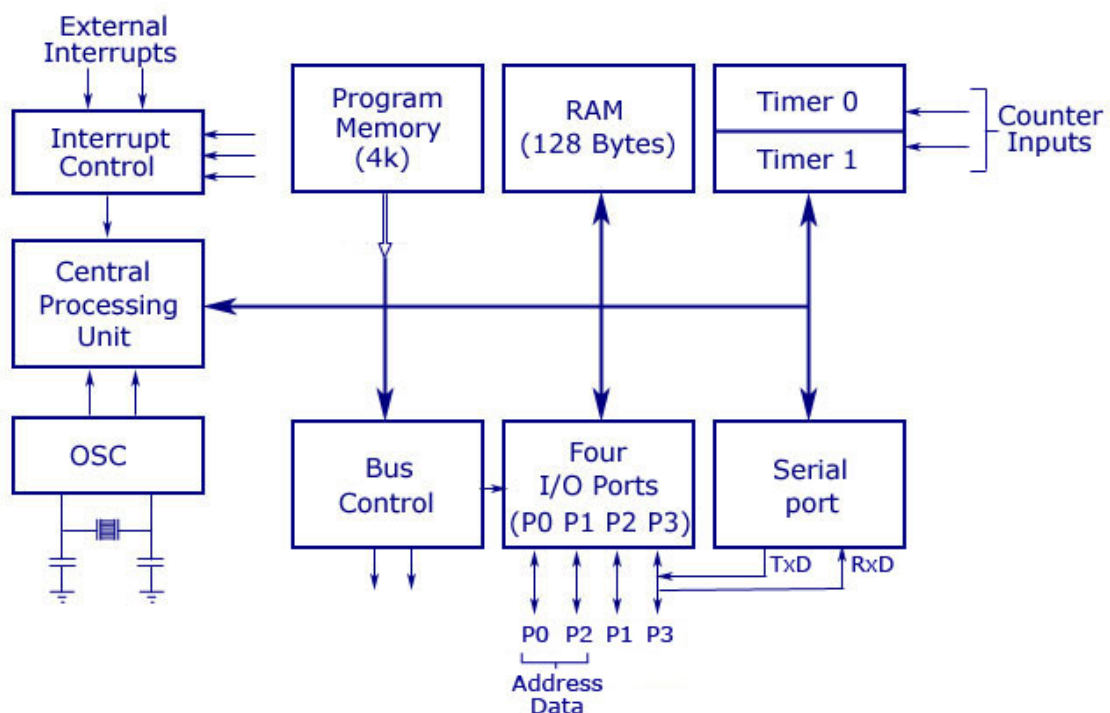 External
Interrupts
Interrupt
Control
Program
Memory
(4k)
RAM
(128 Bytes)
Timer 0
Timer 1
Counter
Inputs
Central
Processing
Unit
OSC
Bus
Control
Four
I/O Ports
(P0 P1 P2 P3)
Serial
port
TxD
RxD
P0 P2 P1 P3
Address
Data